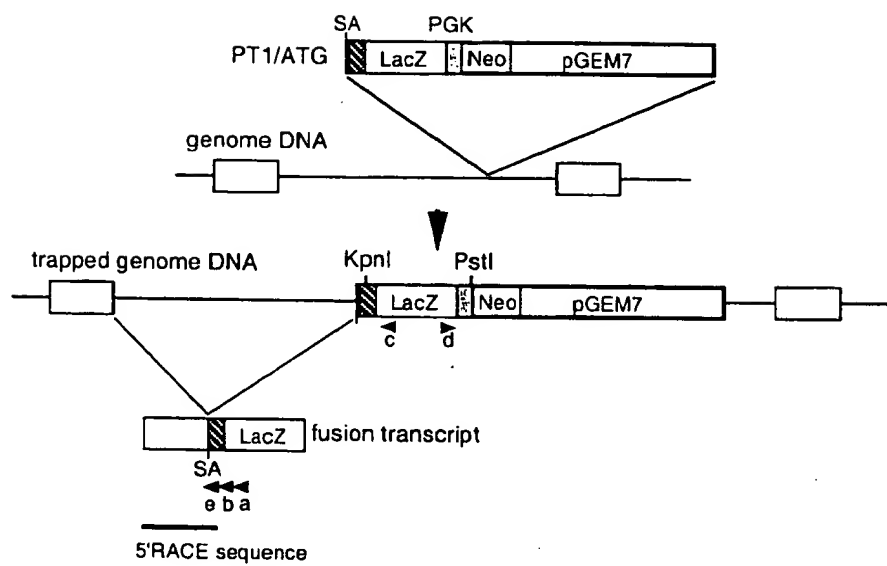 SA PGK
PT1/ATG LacZ Neo pGEM7
genome DNA
trapped genome DNA KpnI PstI
LacZ Neo pGEM7
c d
LacZ fusion transcript
SA
e b a
5'RACE sequence